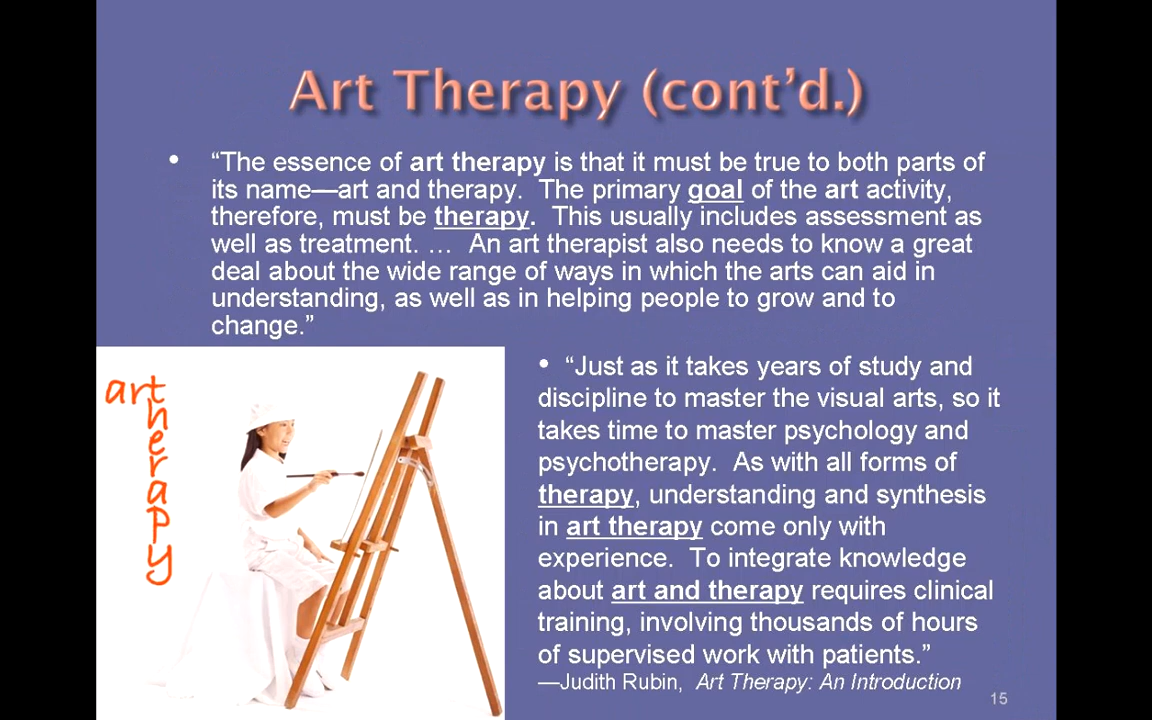 Art Therapy (cont’d.)
• “The essence of art therapy is that it must be true to both parts of
its name—art and therapy.  The primary goal of the art activity,
therefore, must be therapy.  This usually includes assessment as
well as treatment. …  An art therapist also needs to know a great
deal about the wide range of ways in which the arts can aid in
understanding, as well as in helping people to grow and to
change.”
art
herapy
• “Just as it takes years of study and
discipline to master the visual arts, so it
takes time to master psychology and
psychotherapy.  As with all forms of
therapy, understanding and synthesis
in art therapy come only with
experience.  To integrate knowledge
about art and therapy requires clinical
training, involving thousands of hours
of supervised work with patients.”
—Judith Rubin,  Art Therapy: An Introduction
15